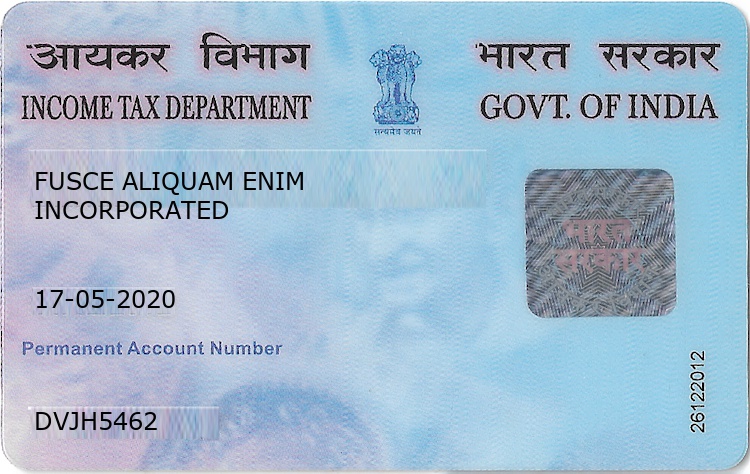 आयकर विभाग
भारत सरकार
INCOME TAX DEPARTMENT
GOVT. OF INDIA
सत्यमेव जयते
FUSCE ALIQUAM ENIM
INCORPORATED
भारत
सरकार
17-05-2020
Permanent Account Number
DVJH5462
26122012